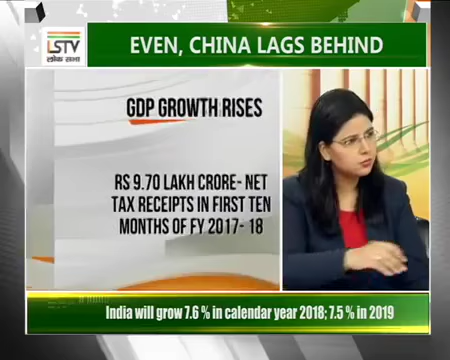 LSTV
लोक सभा
EVEN, CHINA LAGS BEHIND
GDP GROWTH RISES
RS 9.70 LAKH CRORE- NET
TAX RECEIPTS IN FIRST TEN
MONTHS OF FY 2017- 18
India will grow 7.6 % in calendar year 2018; 7.5 % in 2019